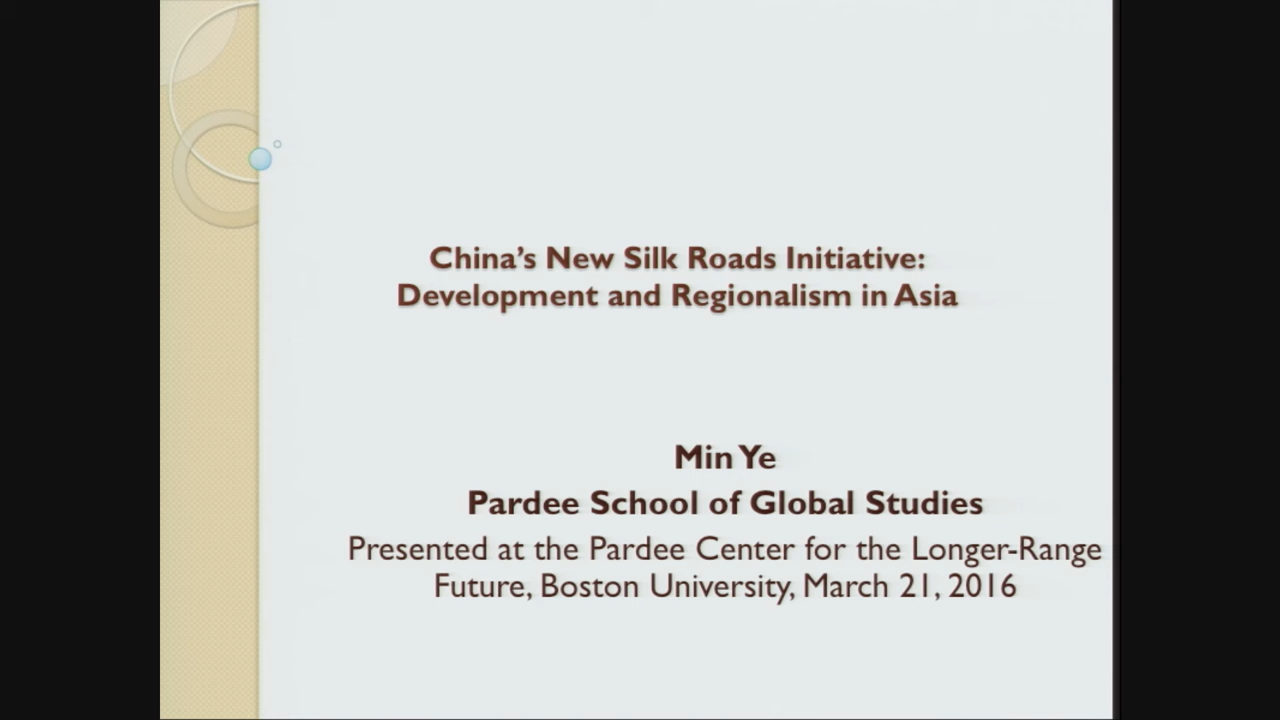 China’s New Silk Roads Initiative:
Development and Regionalism in Asia
Min Ye
Pardee School of Global Studies
Presented at the Pardee Center for the Longer-Range
Future, Boston University, March 21, 2016